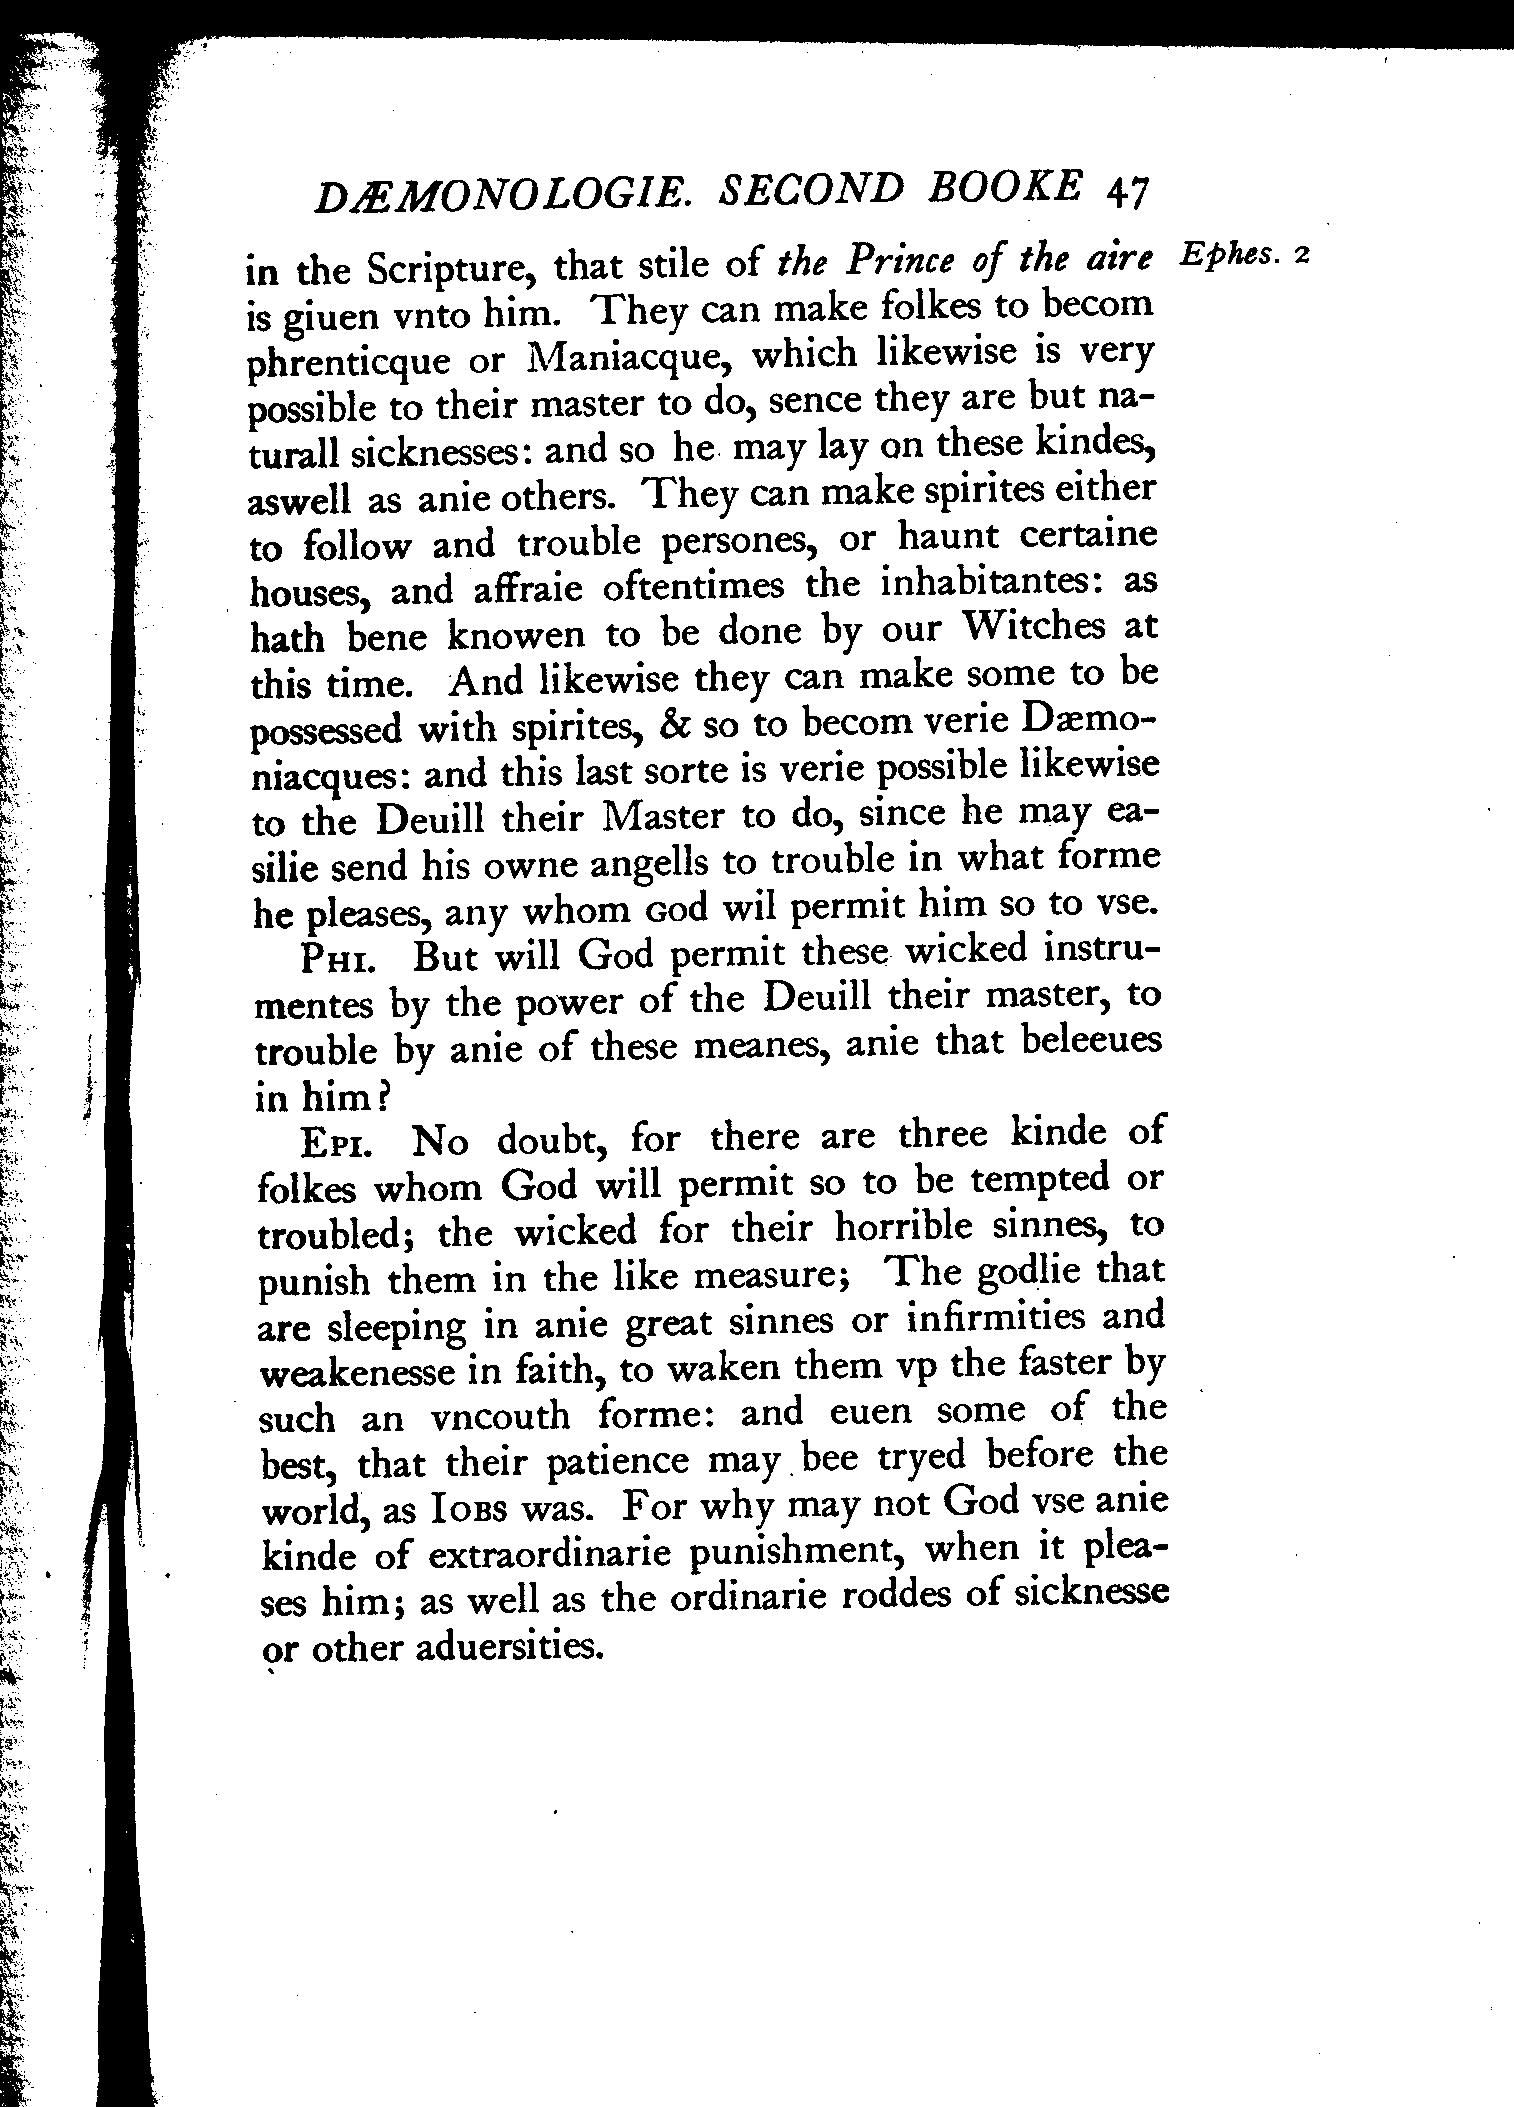 DÆMONOLOGIE. SECOND BOOKE 47
in the Scripture, that stile of the Prince of the aire Ephes. 2
is giuen vnto him. They can make folkes to becom
phrenticque or Maniacque, which likewise is very
possible to their master to do, sence they are but na-
turall sicknesses: and so he may lay on these kindes,
aswell as anie others. They can make spirites either
to follow and trouble persones, or haunt certaine
houses, and affraie oftentimes the inhabitantes: as
hath bene knowen to be done by our Witches at
this time. And likewise they can make some to be
possessed with spirites, & so to becom verie Dæmo-
niacques: and this last sorte is verie possible likewise
to the Deuill their Master to do, since he may ea-
silie send his owne angells to trouble in what forme
he pleases, any whom GOD wil permit him so to vse.
PHI. But will God permit these wicked instru-
mentes by the power of the Deuill their master, to
trouble by anie of these meanes, anie that beleeues
in him?
EPI. No doubt, for there are three kinde of
folkes whom God will permit so to be tempted or
troubled; the wicked for their horrible sinnes, to
punish them in the like measure; The godlie that
are sleeping in anie great sinnes or infirmities and
weakenesse in faith, to waken them vp the faster by
such an vncouth forme: and euen some of the
best, that their patience may bee tryed before the
world, as IOBS was. For why may not God vse anie
kinde of extraordinarie punishment, when it plea-
ses him; as well as the ordinarie roddes of sicknesse
or other aduersities.